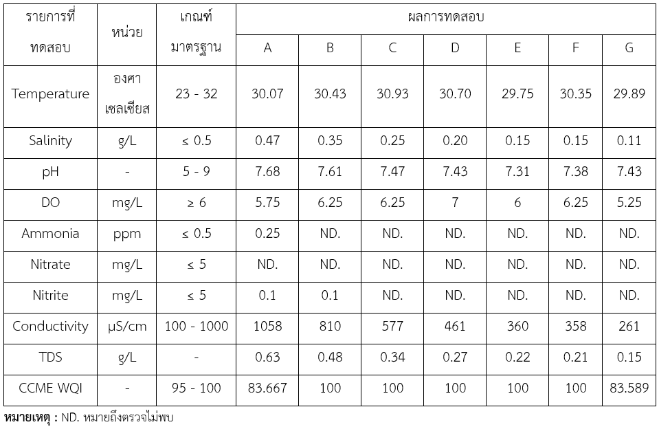 รายการที่ทดสอบ หน่วย เกณฑ์มาตรฐาน ผลการทดสอบ
A B C D E F G
Temperature องศาเซลเซียส 23 - 32 30.07 30.43 30.93 30.70 29.75 30.35 29.89
Salinity g/L ≤ 0.5 0.47 0.35 0.25 0.20 0.15 0.15 0.11
pH - 5 - 9 7.68 7.61 7.47 7.43 7.31 7.38 7.43
DO mg/L ≥ 6 5.75 6.25 6.25 7 6 6.25 5.25
Ammonia ppm ≤ 0.5 0.25 ND. ND. ND. ND. ND. ND.
Nitrate mg/L ≤ 5 ND. ND. ND. ND. ND. ND. ND.
Nitrite mg/L ≤ 5 0.1 0.1 ND. ND. ND. ND. ND.
Conductivity µS/cm 100 - 1000 1058 810 577 461 360 358 261
TDS g/L - 0.63 0.48 0.34 0.27 0.22 0.21 0.15
CCME WQI - 95 - 100 83.667 100 100 100 100 100 83.589
หมายเหตุ : ND. หมายถึงตรวจไม่พบ